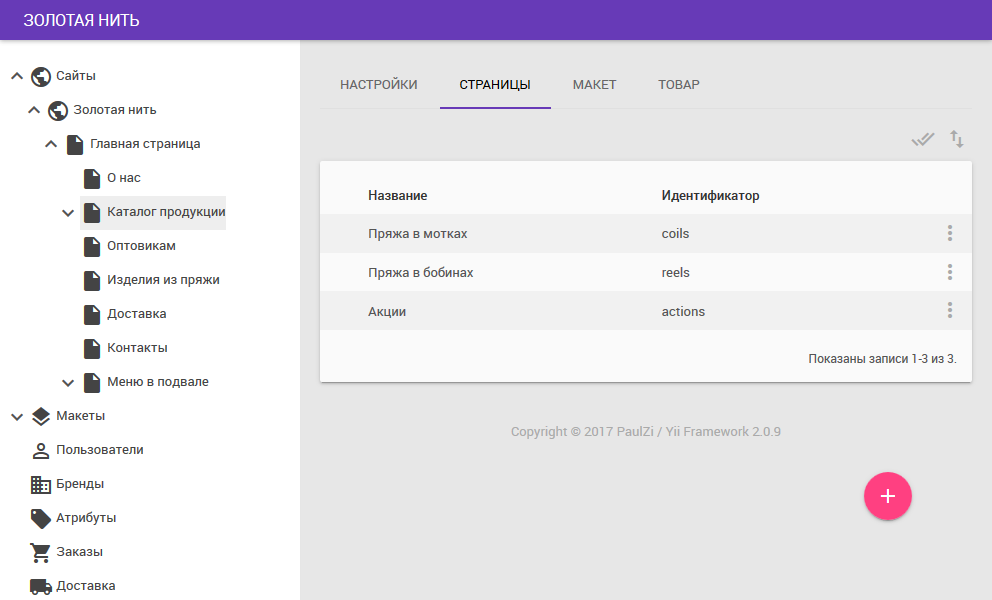 ЗОЛОТАЯ НИТЬ
Сайты
Золотая нить
Главная страница
О нас
Каталог продукции
Оптовикам
Изделия из пряжи
Доставка
Контакты
Меню в подвале
Макеты
Пользователи
Бренды
Атрибуты
Заказы
Доставка
НАСТРОЙКИ СТРАНИЦЫ МАКЕТ ТОВАР
Название Идентификатор
Пряжа в мотках coils
Пряжа в бобинах reels
Акции actions
Показаны записи 1-3 из 3.
Copyright © 2017 PaulZi / Yii Framework 2.0.9